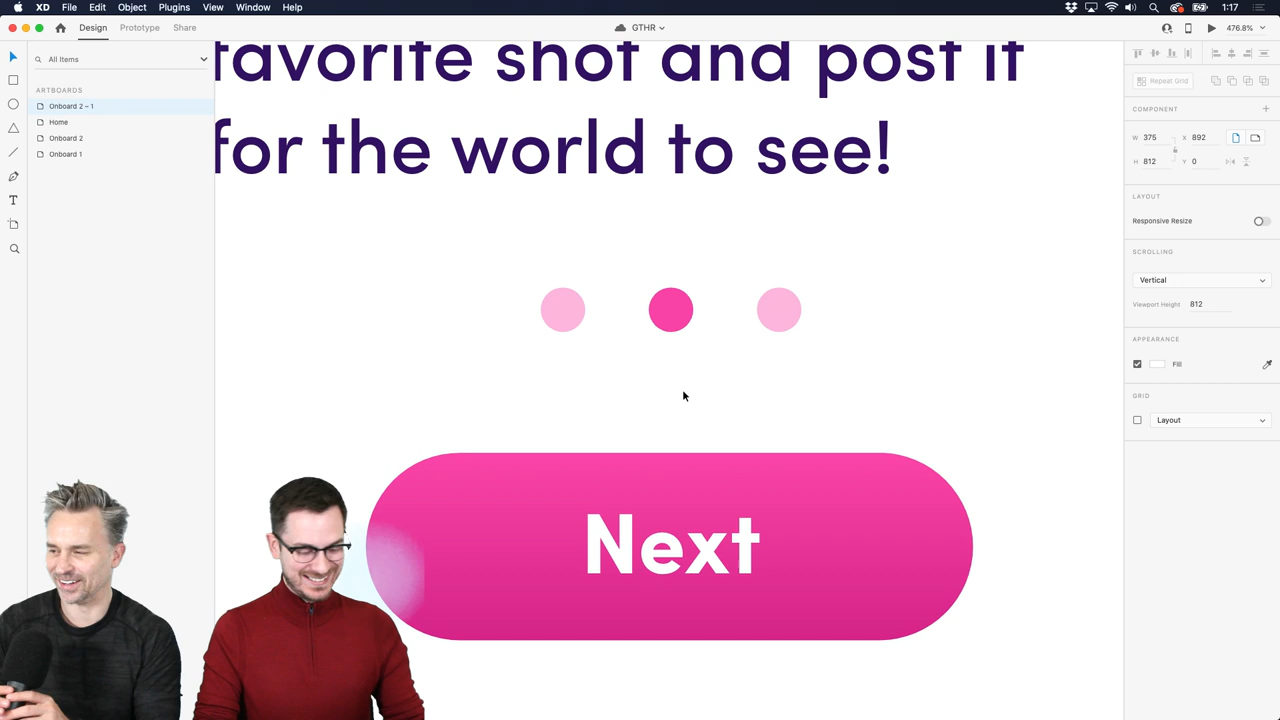 XD File Edit Object Plugins View Window Help
1:17
Design Prototype Share
GTHR
476.8%
All Items
ARTBOARDS
Onboard 2 – 1
Home
Onboard 2
Onboard 1
favorite shot and post it
for the world to see!
Next
Repeat Grid
COMPONENT
W 375 X 892
H 812 Y 0
LAYOUT
Responsive Resize
SCROLLING
Vertical
Viewport Height 812
APPEARANCE
Fill
GRID
Layout